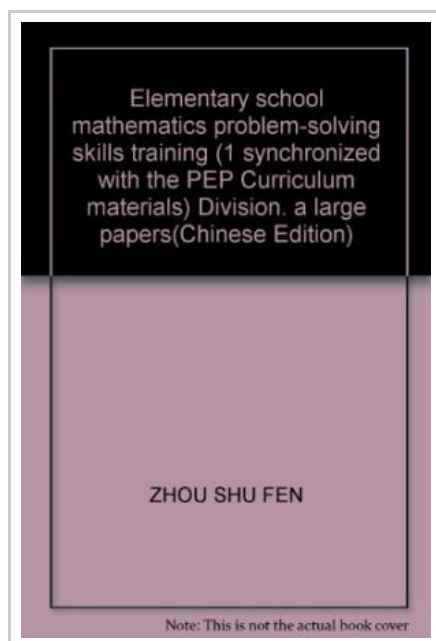 Elementary school
mathematics problem-solving
skills training (1 synchronized
with the PEP Curriculum
materials) Division. a large
papers(Chinese Edition)
ZHOU SHU FEN
Note: This is not the actual book cover